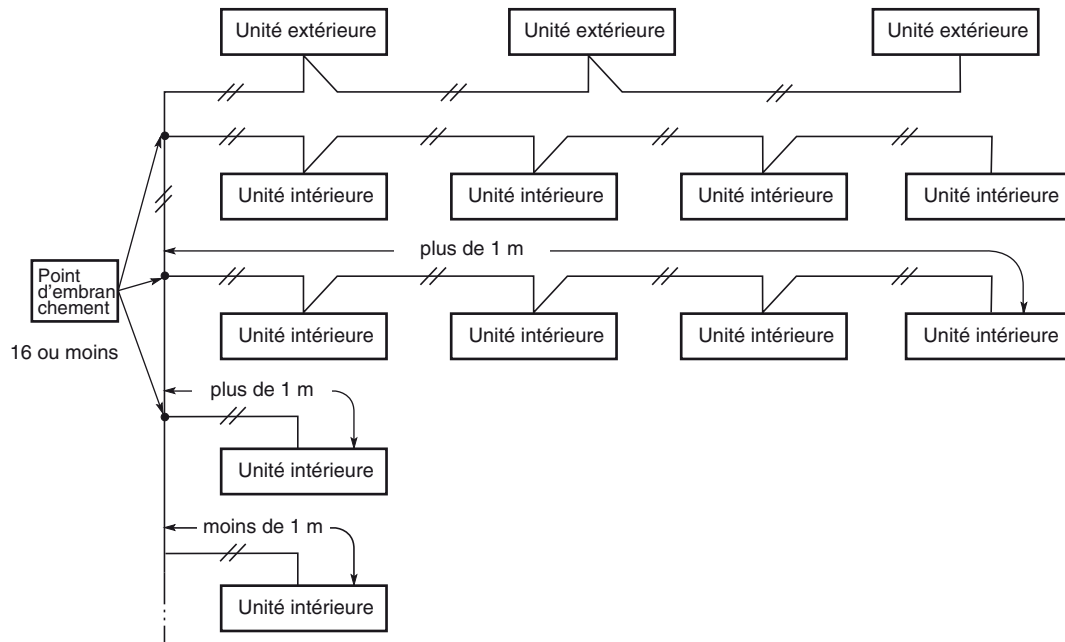 Unité extérieure
Unité extérieure
Unité extérieure
Unité intérieure
Unité intérieure
Unité intérieure
Unité intérieure
plus de 1 m
Point
d'embran
chement
16 ou moins
Unité intérieure
Unité intérieure
Unité intérieure
Unité intérieure
plus de 1 m
Unité intérieure
moins de 1 m
Unité intérieure